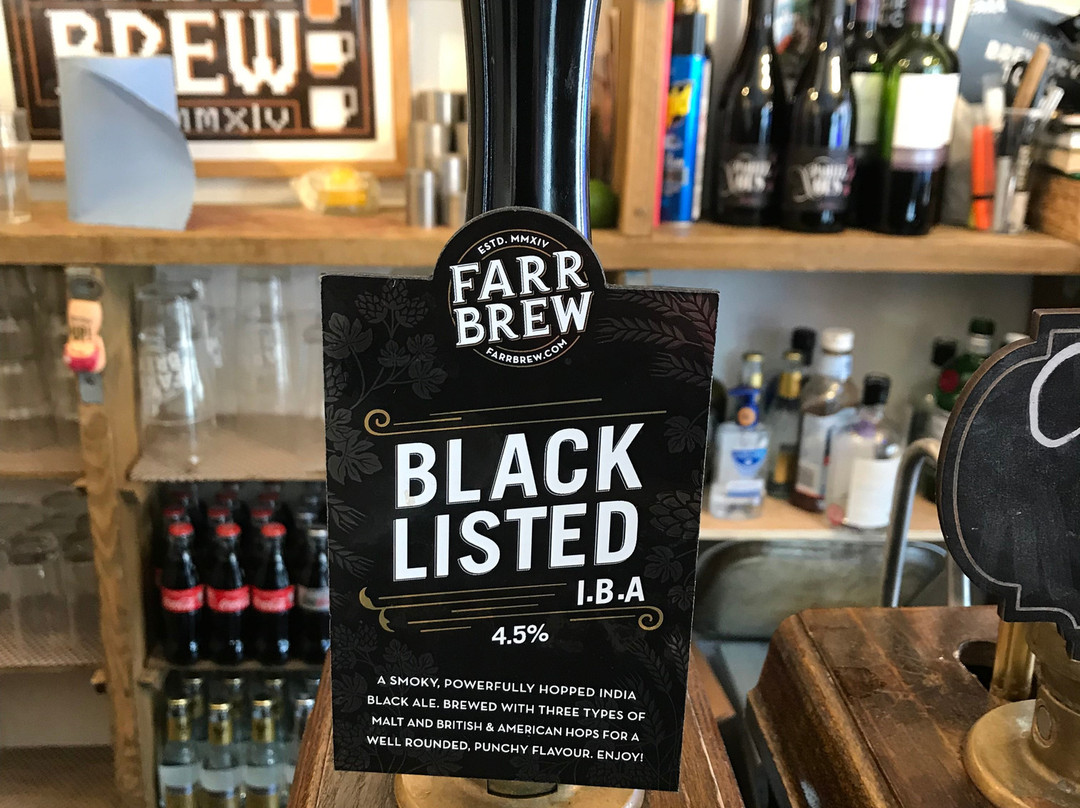 BREW
MMXIV
ESTD. MMXIV
FARR
BREW
FARRBREW.COM
BLACK
LISTED
I.B.A
4.5%
A SMOKY, POWERFULLY HOPPED INDIA
BLACK ALE. BREWED WITH THREE TYPES OF
MALT AND BRITISH & AMERICAN HOPS FOR A
WELL ROUNDED, PUNCHY FLAVOUR. ENJOY!